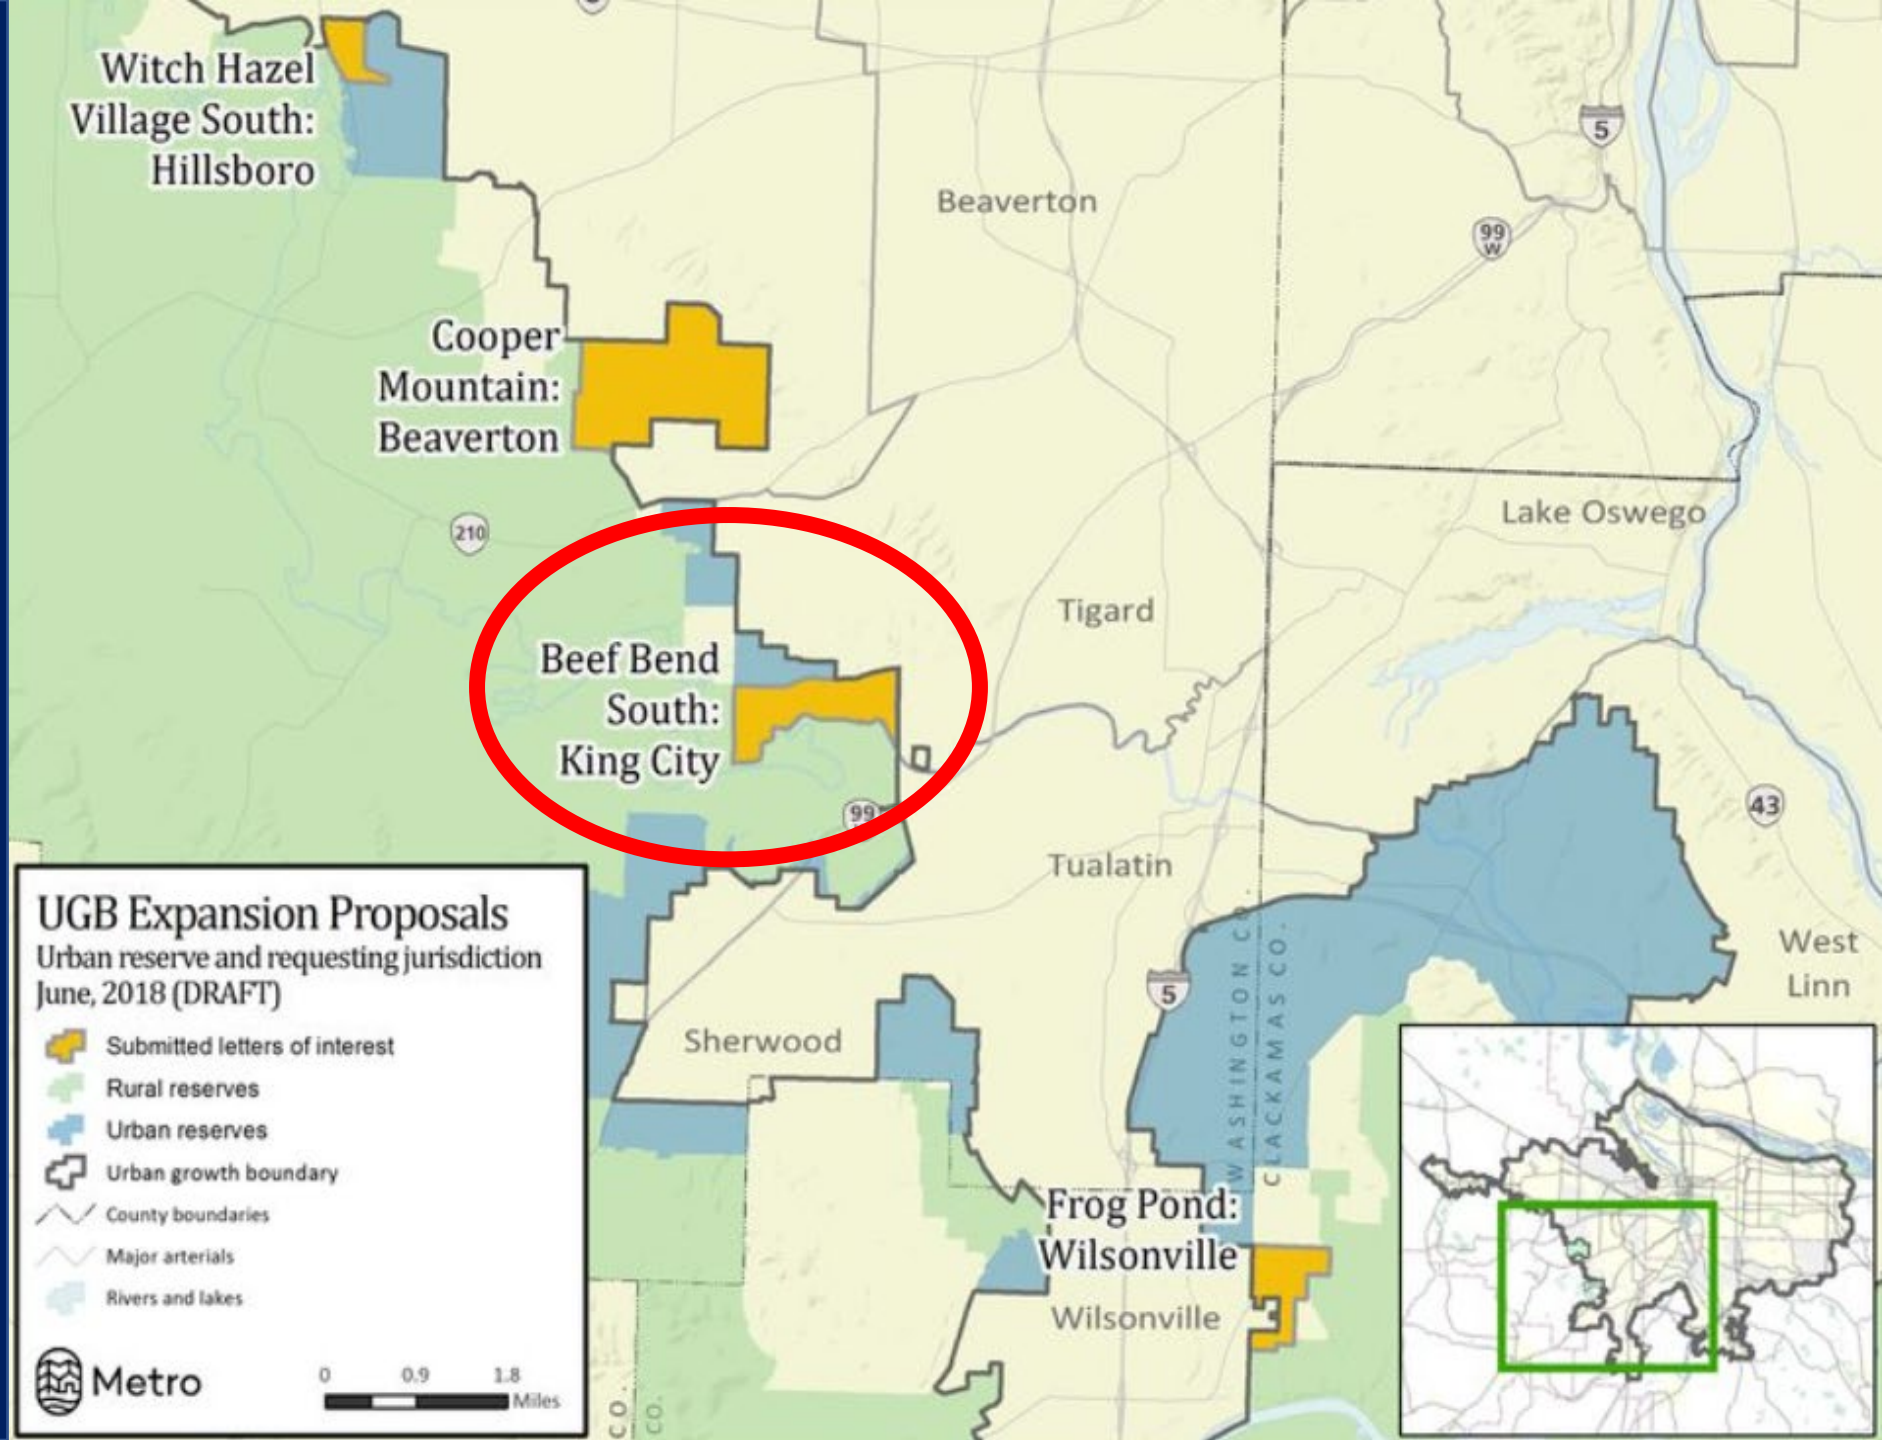 Witch Hazel
Village South:
Hillsboro
5
Beaverton
99
W
Cooper
Mountain:
Beaverton
210
Lake Oswego
Tigard
Beef Bend
South:
King City
99
43
Tualatin
West
Linn
5
WASHINGTON CO.
CLACKAMAS CO.
Sherwood
Frog Pond:
Wilsonville
Wilsonville
UGB Expansion Proposals
Urban reserve and requesting jurisdiction
June, 2018 (DRAFT)
Submitted letters of interest
Rural reserves
Urban reserves
Urban growth boundary
County boundaries
Major arterials
Rivers and lakes
Metro
0 0.9 1.8
Miles
CO.
CO.